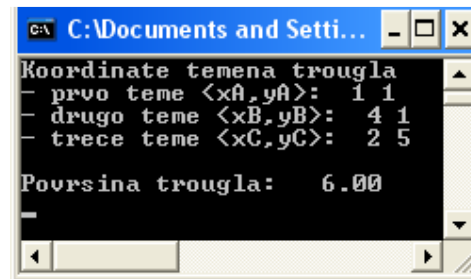 C:\Documents and Setti...
Koordinate temena trougla
- prvo teme <xA,yA>:  1 1
- drugo teme <xB,yB>:  4 1
- trece teme <xC,yC>:  2 5
Povrsina trougla:   6.00